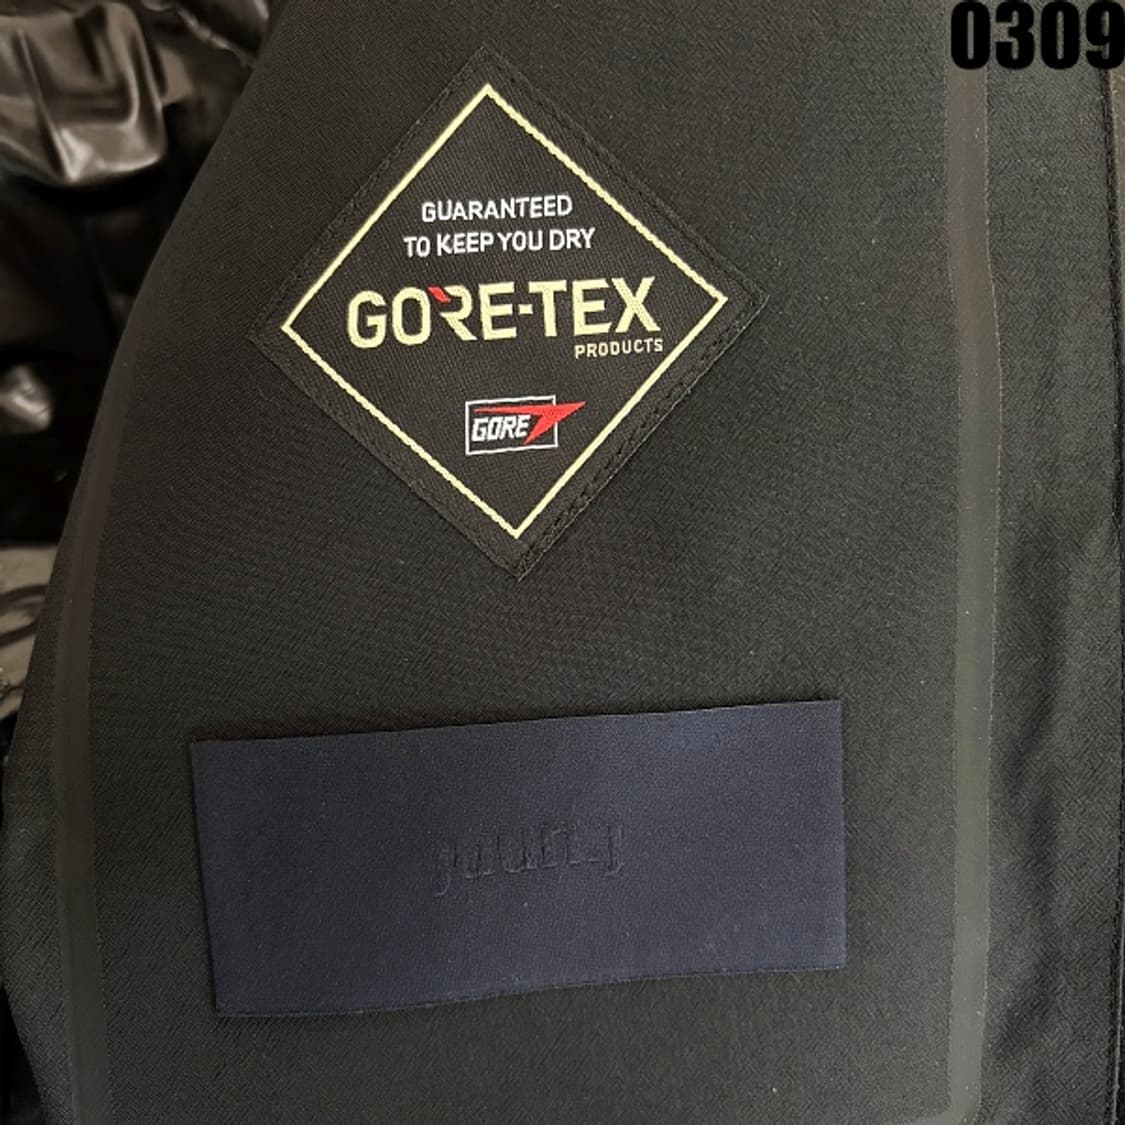 0309
GUARANTEED
TO KEEP YOU DRY
GORE-TEX
PRODUCTS
GORE